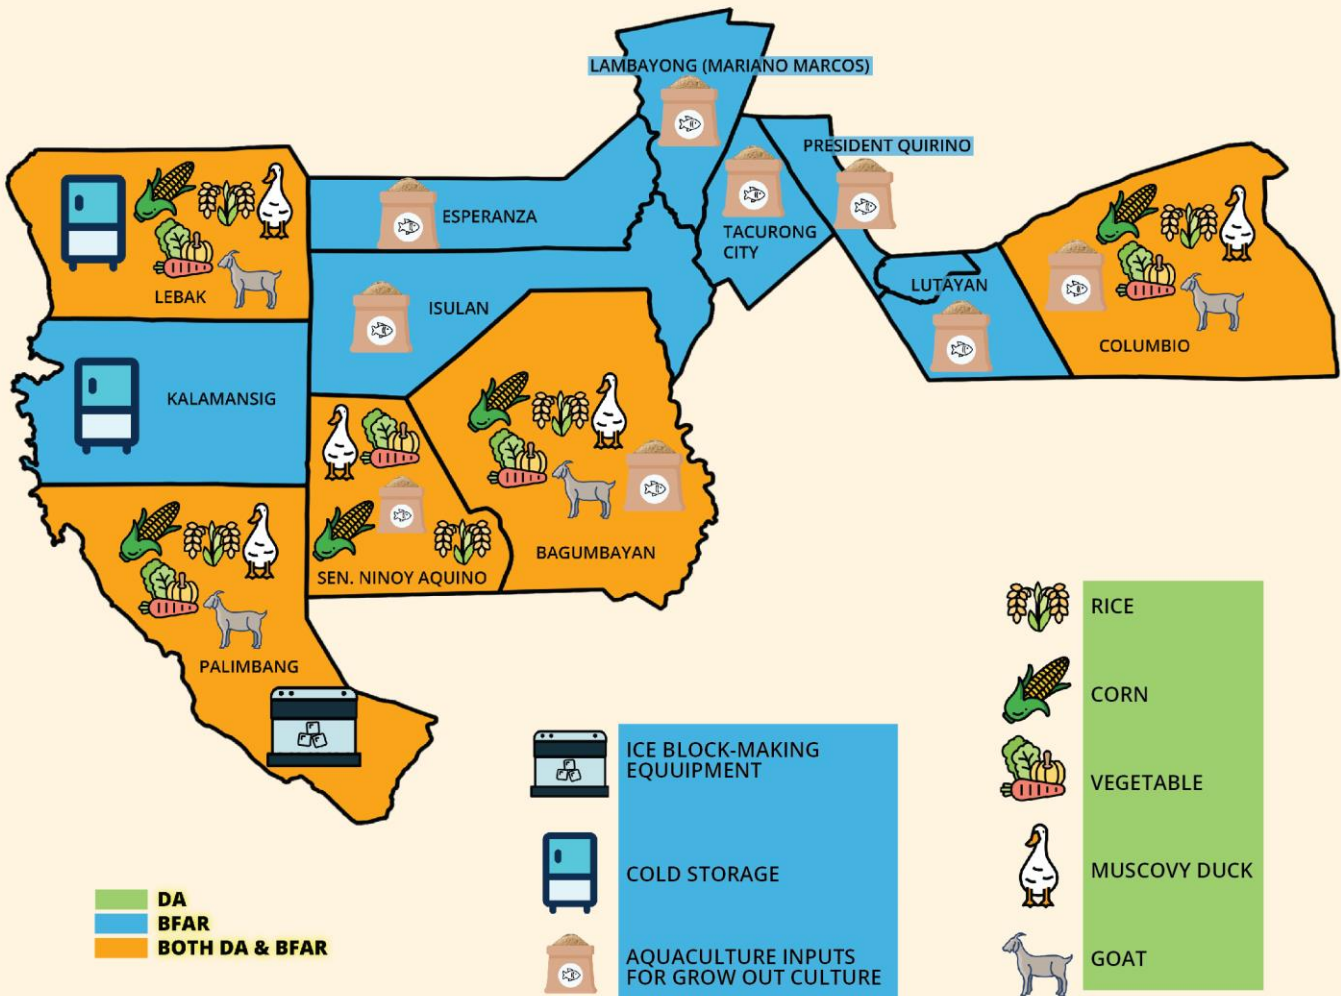 LAMBAYONG (MARIANO MARCOS)
PRESIDENT QUIRINO
ESPERANZA
TACURONG
CITY
LEBAK
ISULAN
LUTAYAN
COLUMBIO
KALAMANSIG
BAGUMBAYAN
SEN. NINOY AQUINO
PALIMBANG
RICE
CORN
VEGETABLE
MUSCOVY DUCK
GOAT
ICE BLOCK-MAKING
EQUUIPMENT
COLD STORAGE
AQUACULTURE INPUTS
FOR GROW OUT CULTURE
DA
BFAR
BOTH DA & BFAR